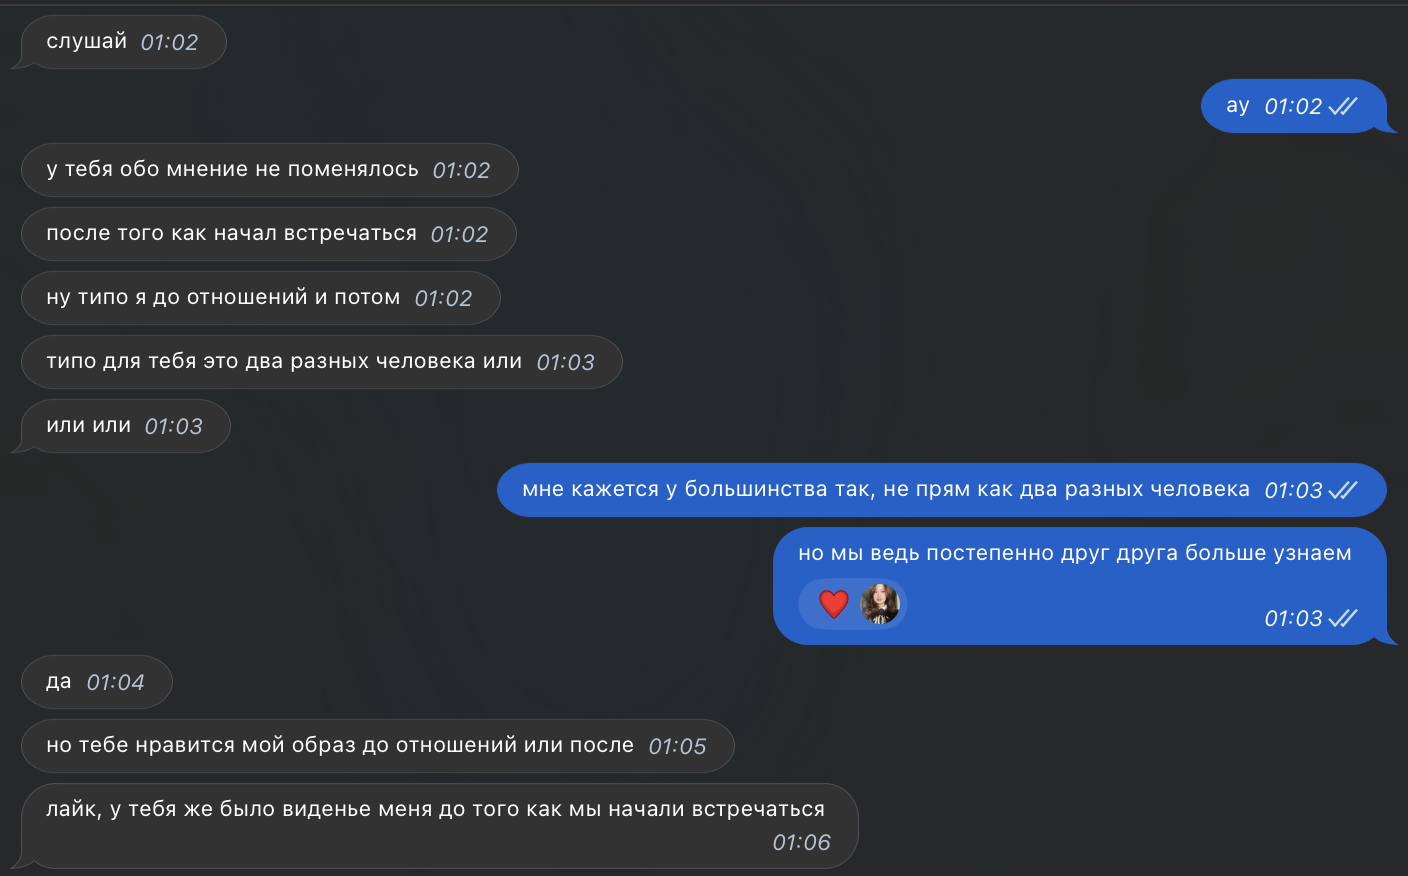 слушай 01:02
ау 01:02
у тебя обо мнение не поменялось 01:02
после того как начал встречаться 01:02
ну типо я до отношений и потом 01:02
типо для тебя это два разных человека или 01:03
или или 01:03
мне кажется у большинства так, не прям как два разных человека 01:03
но мы ведь постепенно друг друга больше узнаем
01:03
да 01:04
но тебе нравится мой образ до отношений или после 01:05
лайк, у тебя же было виденье меня до того как мы начали встречаться
01:06